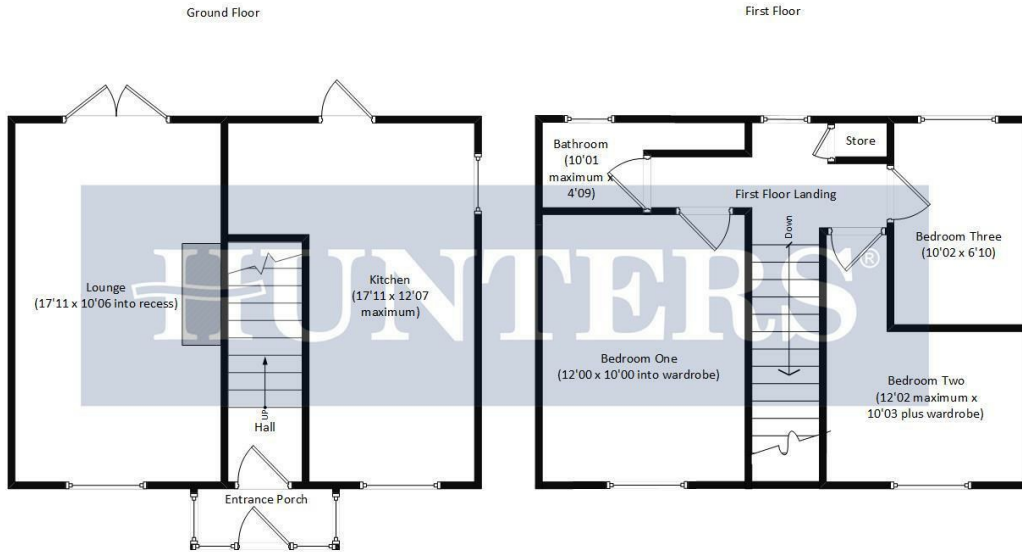 Ground Floor
First Floor
Bathroom
(10'01
maximum x
4'09)
Store
First Floor Landing
Down
Bedroom Three
(10'02 x 6'10)
HUNTERS®
Lounge
(17'11 x 10'06 into recess)
Kitchen
(17'11 x 12'07
maximum)
Bedroom One
(12'00 x 10'00 into wardrobe)
Bedroom Two
(12'02 maximum x
10'03 plus wardrobe)
UP
Hall
Entrance Porch